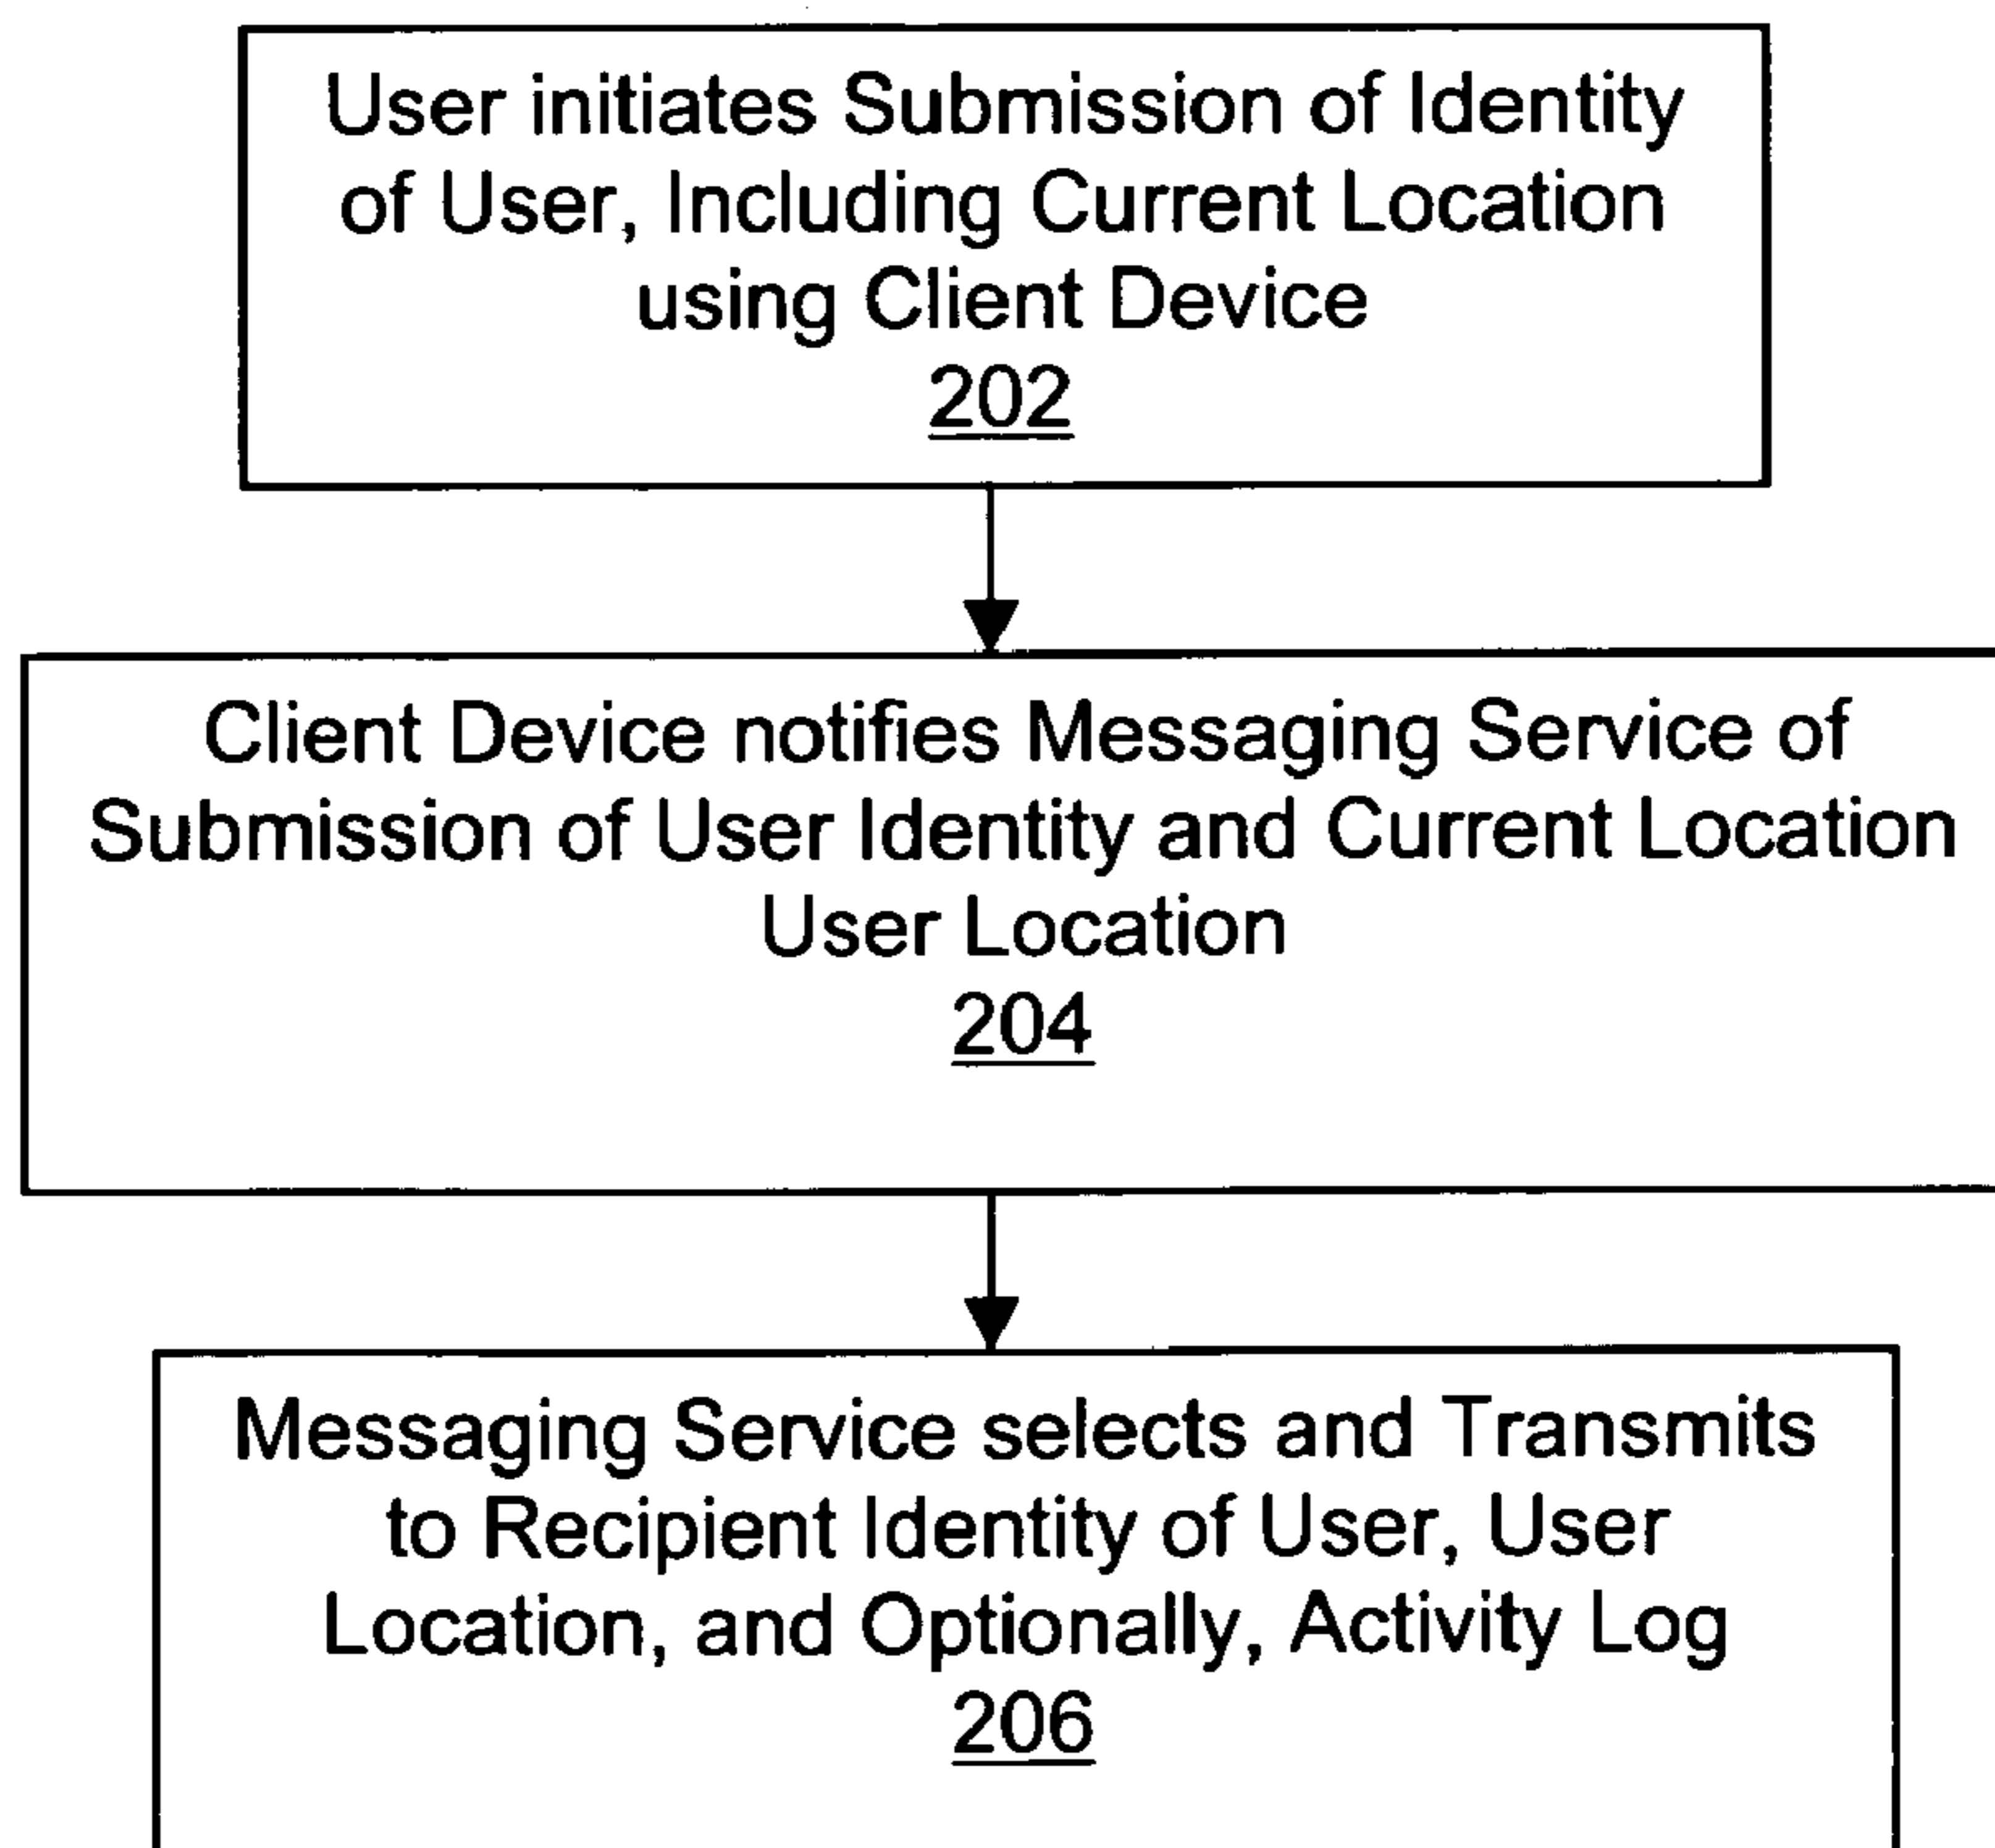 User initiates Submission of Identity
of User, Including Current Location
using Client Device
202
Client Device notifies Messaging Service of
Submission of User Identity and Current Location
User Location
204
Messaging Service selects and Transmits
to Recipient Identity of User, User
Location, and Optionally, Activity Log
206